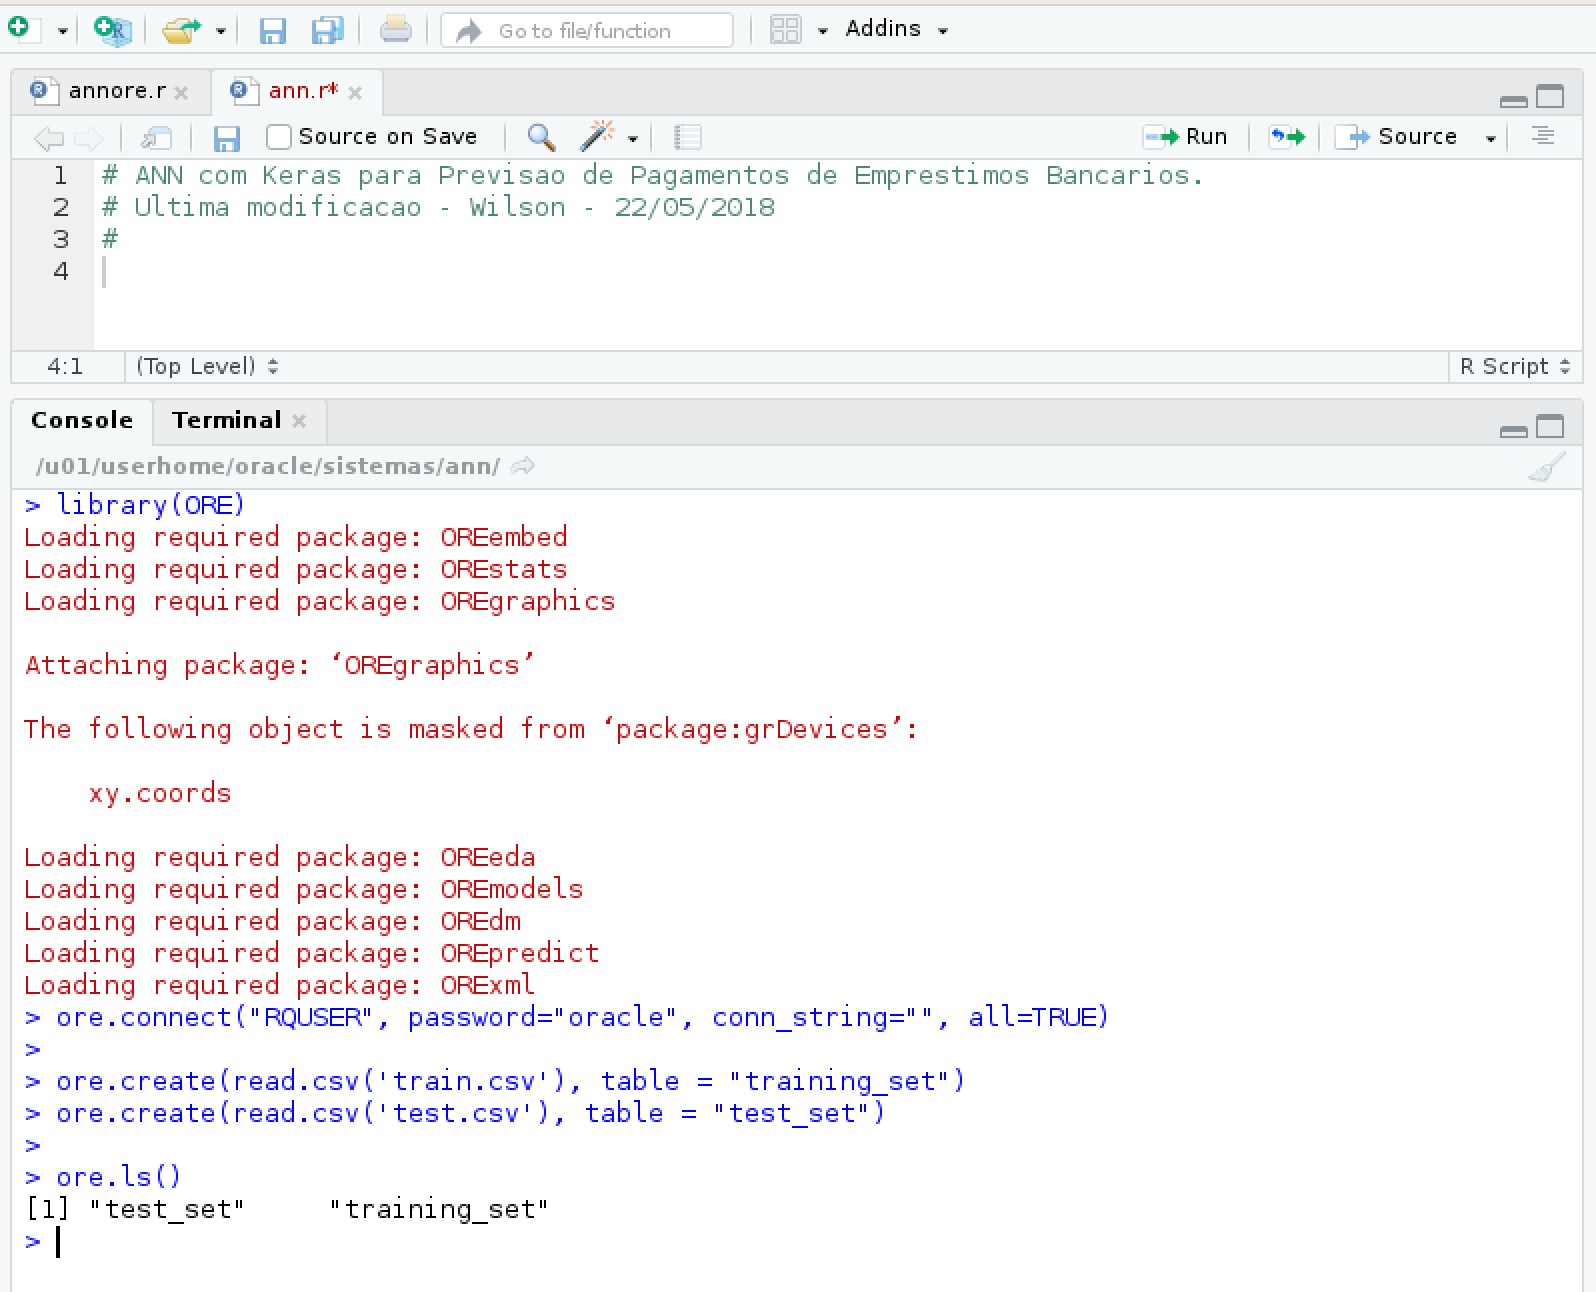 Go to file/function
Addins
annore.r
ann.r*
Source on Save
Run
Source
1 # ANN com Keras para Previsao de Pagamentos de Emprestimos Bancarios.
2 # Ultima modificacao - Wilson - 22/05/2018
3 #
4
4:1 (Top Level) R Script
Console Terminal
/u01/userhome/oracle/sistemas/ann/
> library(ORE)
Loading required package: OREembed
Loading required package: OREstats
Loading required package: OREgraphics
Attaching package: ‘OREgraphics’
The following object is masked from ‘package:grDevices’:
xy.coords
Loading required package: OREeda
Loading required package: OREmodels
Loading required package: OREdm
Loading required package: OREpredict
Loading required package: ORExml
> ore.connect("RQUSER", password="oracle", conn_string="", all=TRUE)
>
> ore.create(read.csv('train.csv'), table = "training_set")
> ore.create(read.csv('test.csv'), table = "test_set")
>
> ore.ls()
[1] "test_set"     "training_set"
>